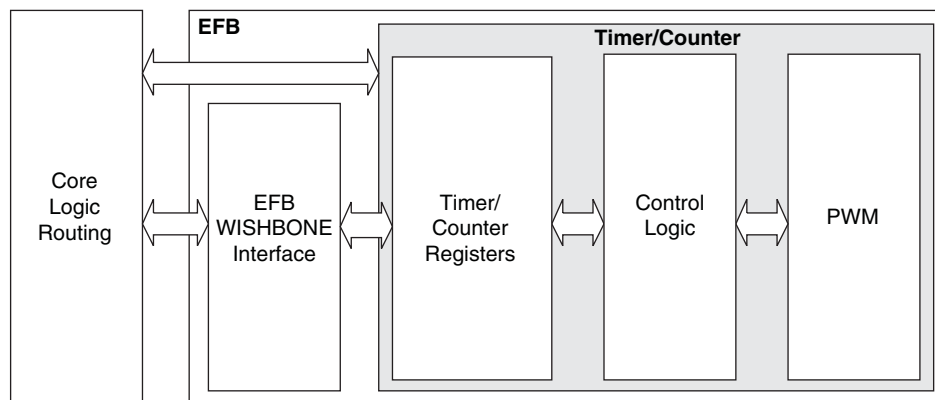 EFB
Timer/Counter
Core
Logic
Routing
EFB
WISHBONE
Interface
Timer/
Counter
Registers
Control
Logic
PWM